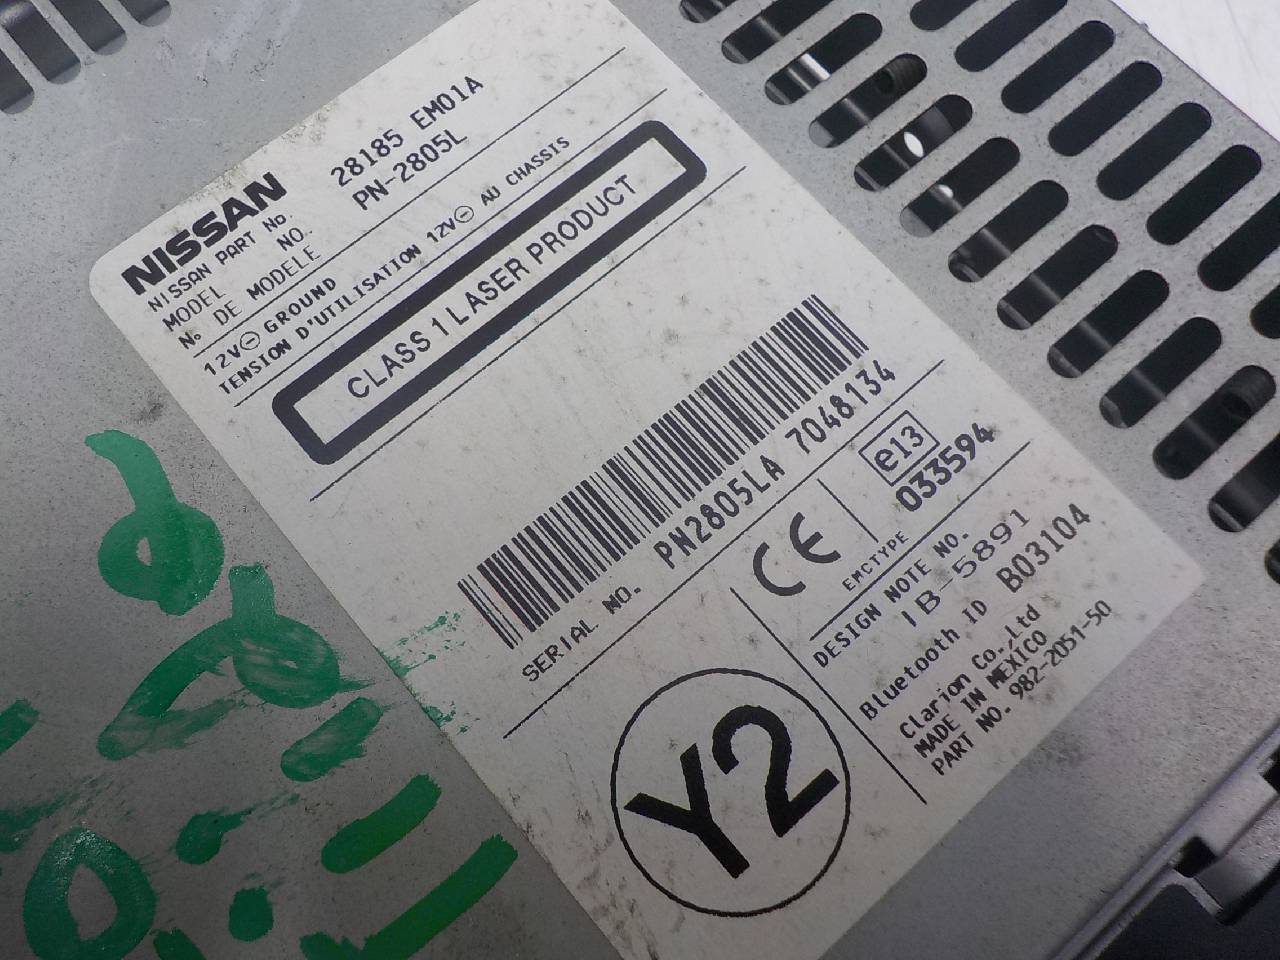 NISSAN
NISSAN PART No. 28185 EM01A
MODEL NO. PN-2805L
No DE MODELE
12V⊖ GROUND
TENSION D'UTILISATION 12V⊖ AU CHASSIS
CLASS 1 LASER PRODUCT
SERIAL NO. PN2805LA 7048134
CE
EMCTYPE
e13
033594
DESIGN NOTE NO.
IB-5891
Bluetooth ID B03104
Clarion Co.,Ltd
MADE IN MEXICO
PART NO. 982-2051-50
Y2